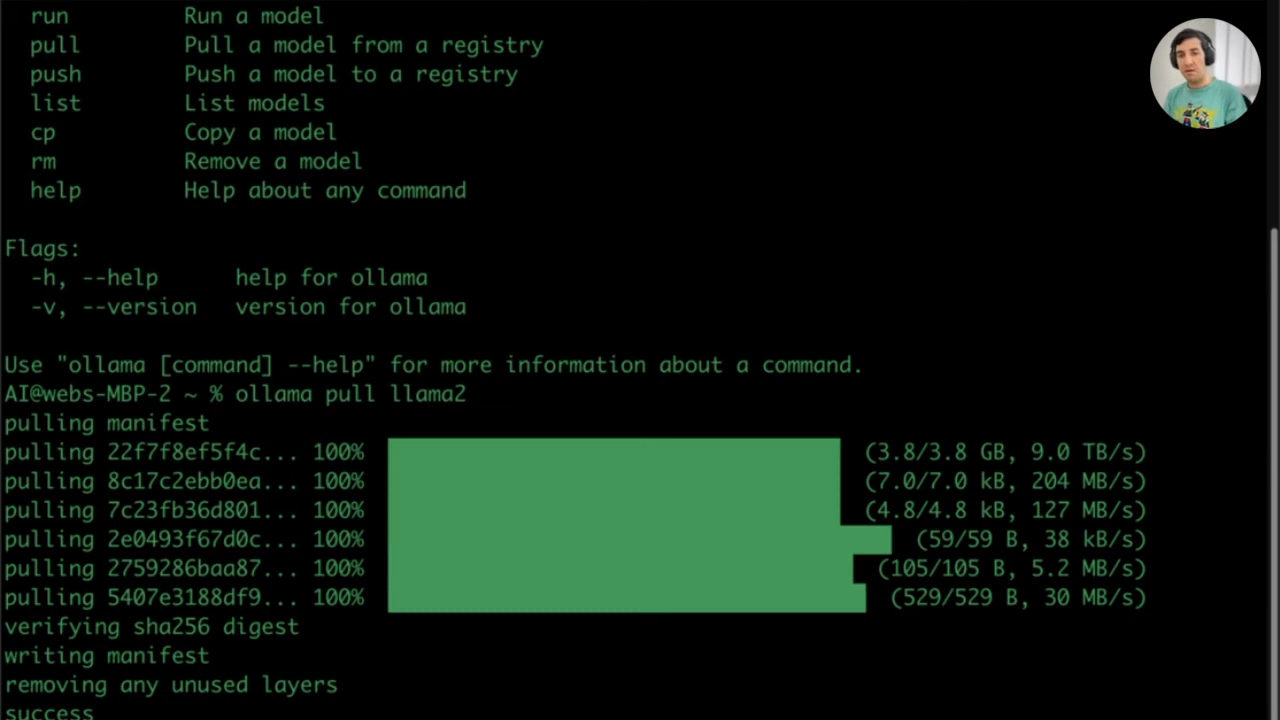 run         Run a model
pull        Pull a model from a registry
push        Push a model to a registry
list        List models
cp          Copy a model
rm          Remove a model
help        Help about any command
Flags:
-h, --help      help for ollama
-v, --version   version for ollama
Use "ollama [command] --help" for more information about a command.
AI@webs-MBP-2 ~ % ollama pull llama2
pulling manifest
pulling 22f7f8ef5f4c... 100% (3.8/3.8 GB, 9.0 TB/s)
pulling 8c17c2ebb0ea... 100% (7.0/7.0 kB, 204 MB/s)
pulling 7c23fb36d801... 100% (4.8/4.8 kB, 127 MB/s)
pulling 2e0493f67d0c... 100% (59/59 B, 38 kB/s)
pulling 2759286baa87... 100% (105/105 B, 5.2 MB/s)
pulling 5407e3188df9... 100% (529/529 B, 30 MB/s)
verifying sha256 digest
writing manifest
removing any unused layers
success